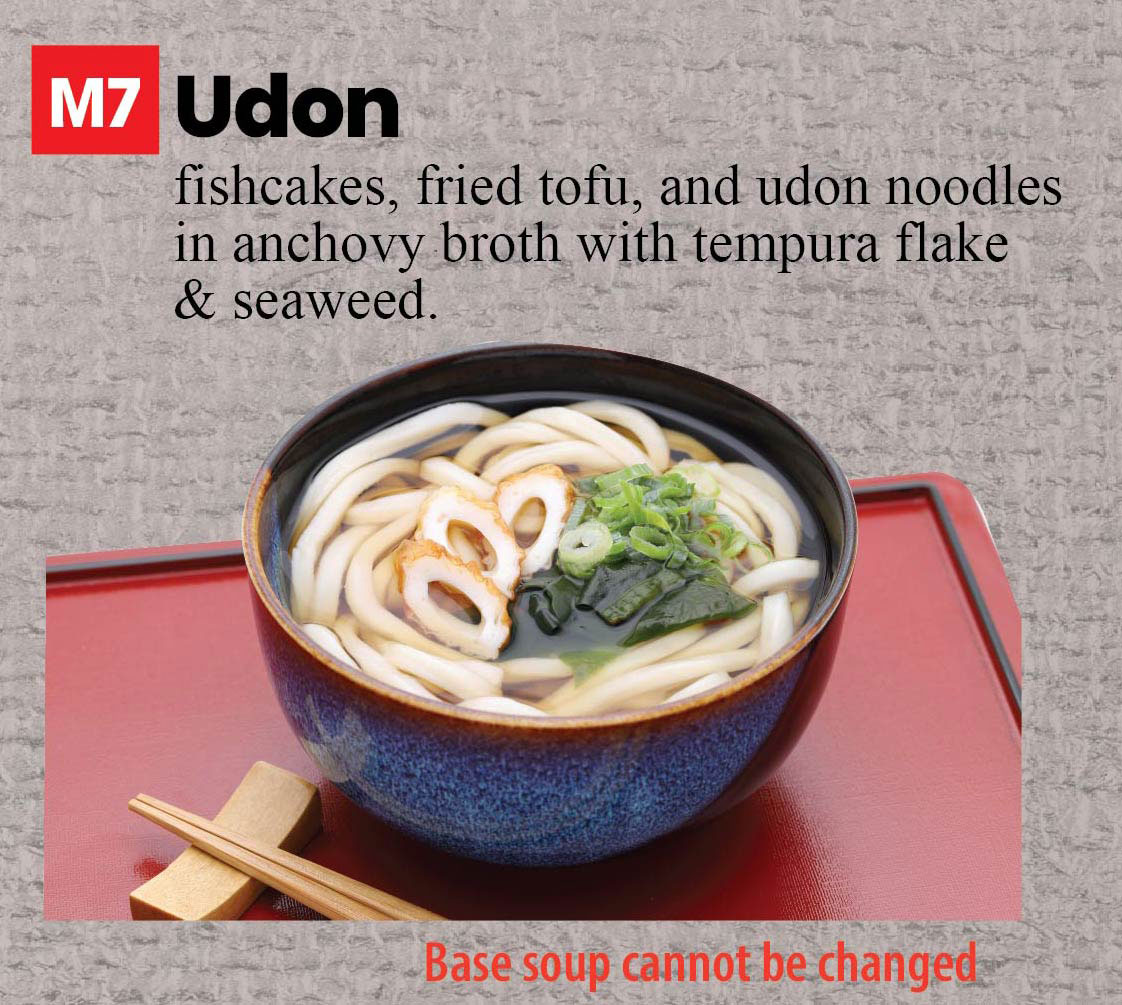 M7 Udon
fishcakes, fried tofu, and udon noodles
in anchovy broth with tempura flake
& seaweed.
Base soup cannot be changed